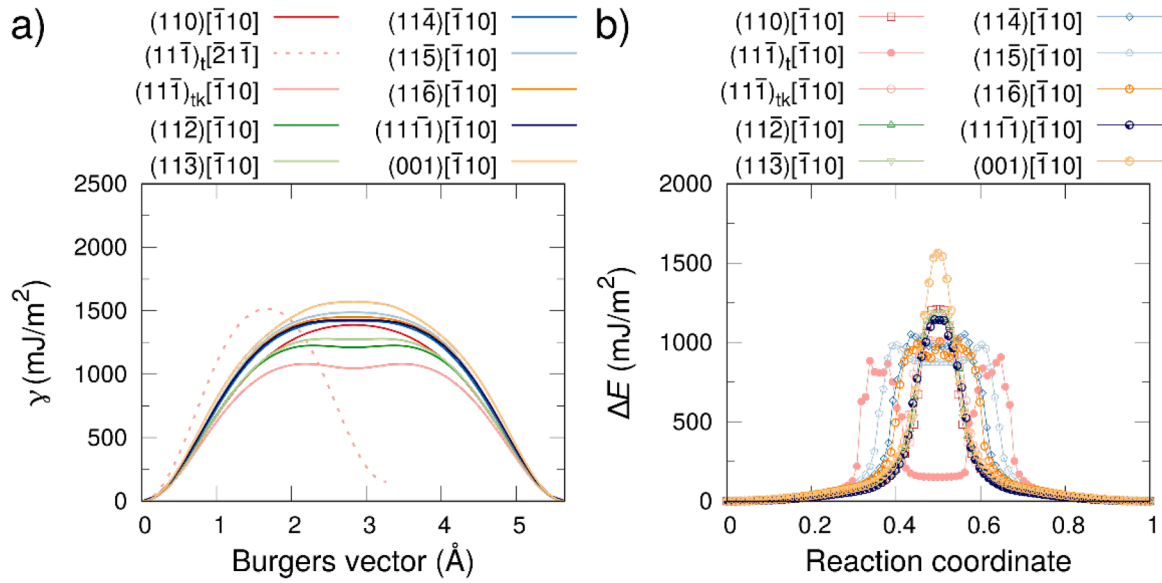 a)
(110)[1̄10]
(111̄)t[2̄11̄]
(111̄)tk[1̄10]
(112̄)[1̄10]
(113̄)[1̄10]
(114̄)[1̄10]
(115̄)[1̄10]
(116̄)[1̄10]
(111̄1̄)[1̄10]
(001)[1̄10]
2500
2000
1500
1000
500
0
γ (mJ/m²)
0 1 2 3 4 5
Burgers vector (Å)
b)
(110)[1̄10]
(111̄)t[1̄10]
(111̄)tk[1̄10]
(112̄)[1̄10]
(113̄)[1̄10]
(114̄)[1̄10]
(115̄)[1̄10]
(116̄)[1̄10]
(111̄1̄)[1̄10]
(001)[1̄10]
2000
1500
1000
500
0
ΔE (mJ/m²)
0 0.2 0.4 0.6 0.8 1
Reaction coordinate